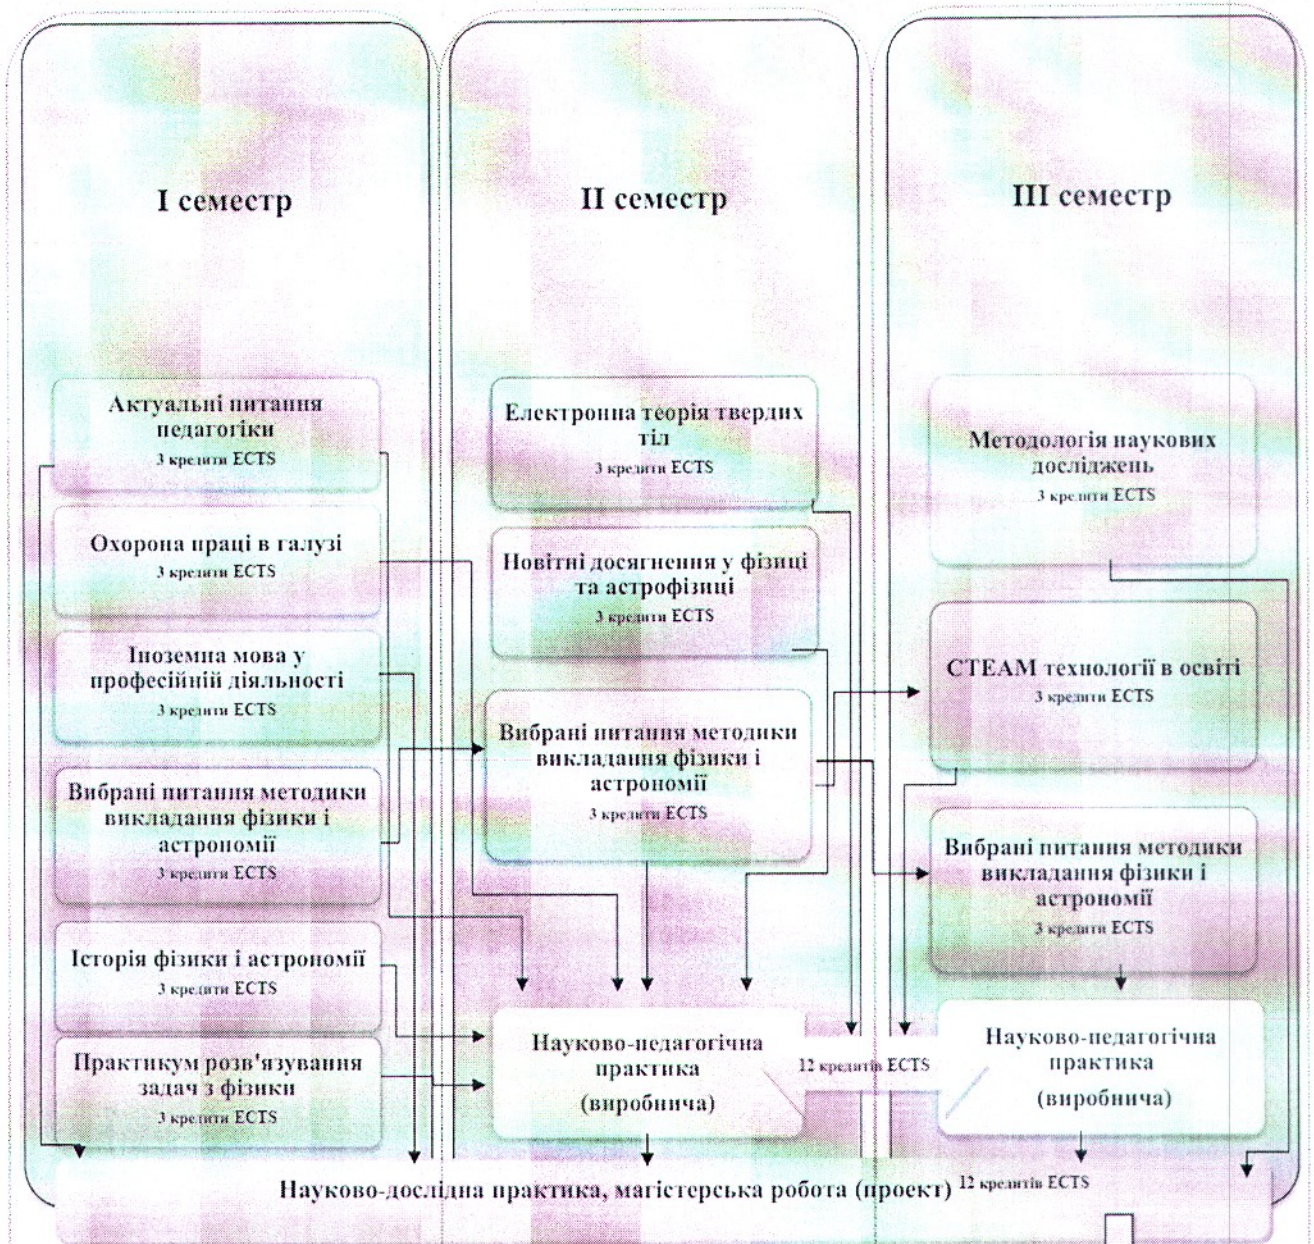 I семестр
Актуальні питання
педагогіки
3 кредити ECTS
Охорона праці в галузі
3 кредити ECTS
Іноземна мова у
професійній діяльності
3 кредити ECTS
Вибрані питання методики
викладання фізики і
астрономії
3 кредити ECTS
Історія фізики і астрономії
3 кредити ECTS
Практикум розв'язування
задач з фізики
3 кредити ECTS
II семестр
Електронна теорія твердих
тіл
3 кредити ECTS
Новітні досягнення у фізиці
та астрофізиці
3 кредити ECTS
Вибрані питання методики
викладання фізики і
астрономії
3 кредити ECTS
Науково-педагогічна
практика
(виробнича)
12 кредитів ECTS
III семестр
Методологія наукових
досліджень
3 кредити ECTS
СТЕАМ технології в освіті
3 кредити ECTS
Вибрані питання методики
викладання фізики і
астрономії
3 кредити ECTS
Науково-педагогічна
практика
(виробнича)
Науково-дослідна практика, магістерська робота (проект) 12 кредитів ECTS